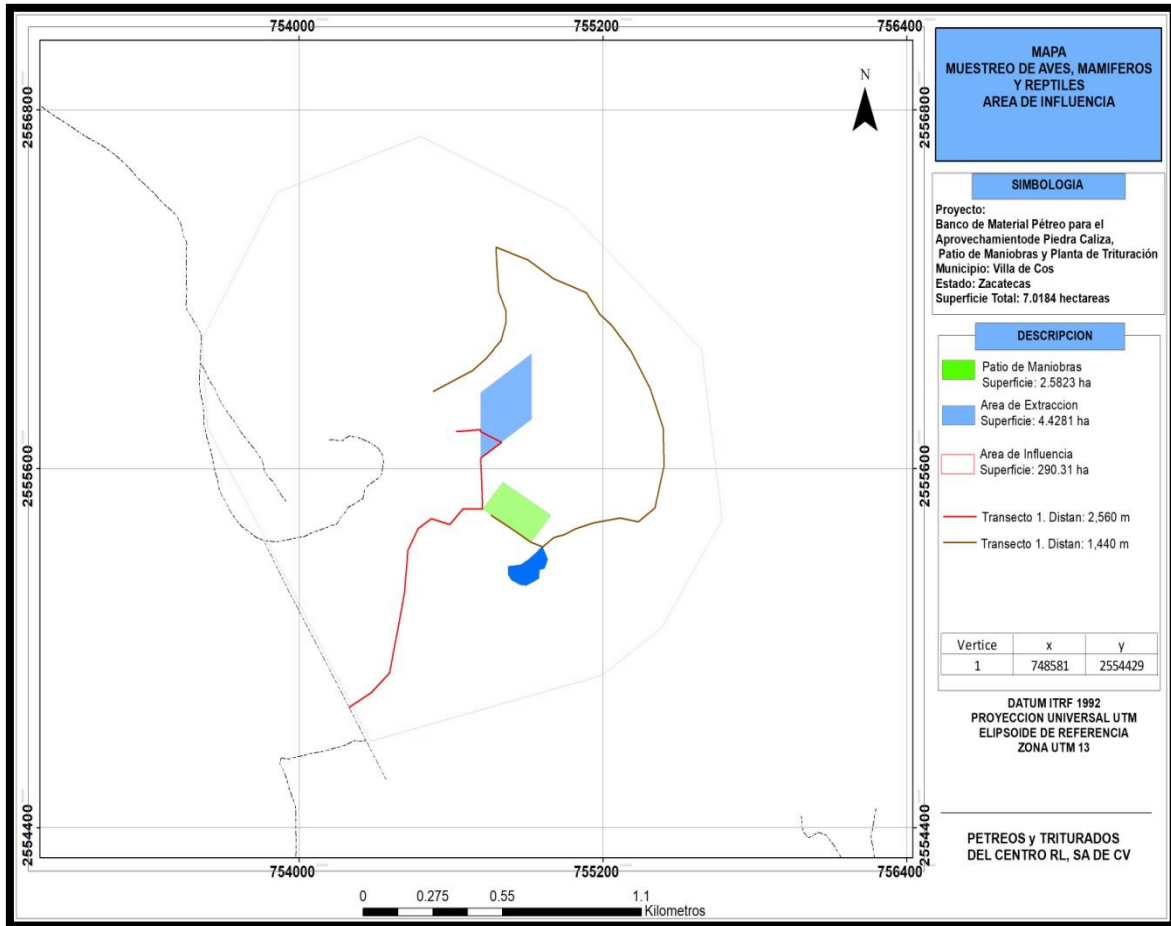 754000
755200
756400
2556800
2555600
2554400
N
2556800
2555600
2554400
754000
755200
756400
0 0.275 0.55 1.1
Kilometros
MAPA
MUESTREO DE AVES, MAMIFEROS
Y REPTILES
AREA DE INFLUENCIA
SIMBOLOGIA
Proyecto:
Banco de Material Pétreo para el
Aprovechamientode Piedra Caliza,
Patio de Maniobras y Planta de Trituración
Municipio: Villa de Cos
Estado: Zacatecas
Superficie Total: 7.0184 hectareas
DESCRIPCION
Patio de Maniobras
Superficie: 2.5823 ha
Area de Extraccion
Superficie: 4.4281 ha
Area de Influencia
Superficie: 290.31 ha
Transecto 1. Distan: 2,560 m
Transecto 1. Distan: 1,440 m
Vertice x y
1 748581 2554429
DATUM ITRF 1992
PROYECCION UNIVERSAL UTM
ELIPSOIDE DE REFERENCIA
ZONA UTM 13
PETREOS y TRITURADOS
DEL CENTRO RL, SA DE CV